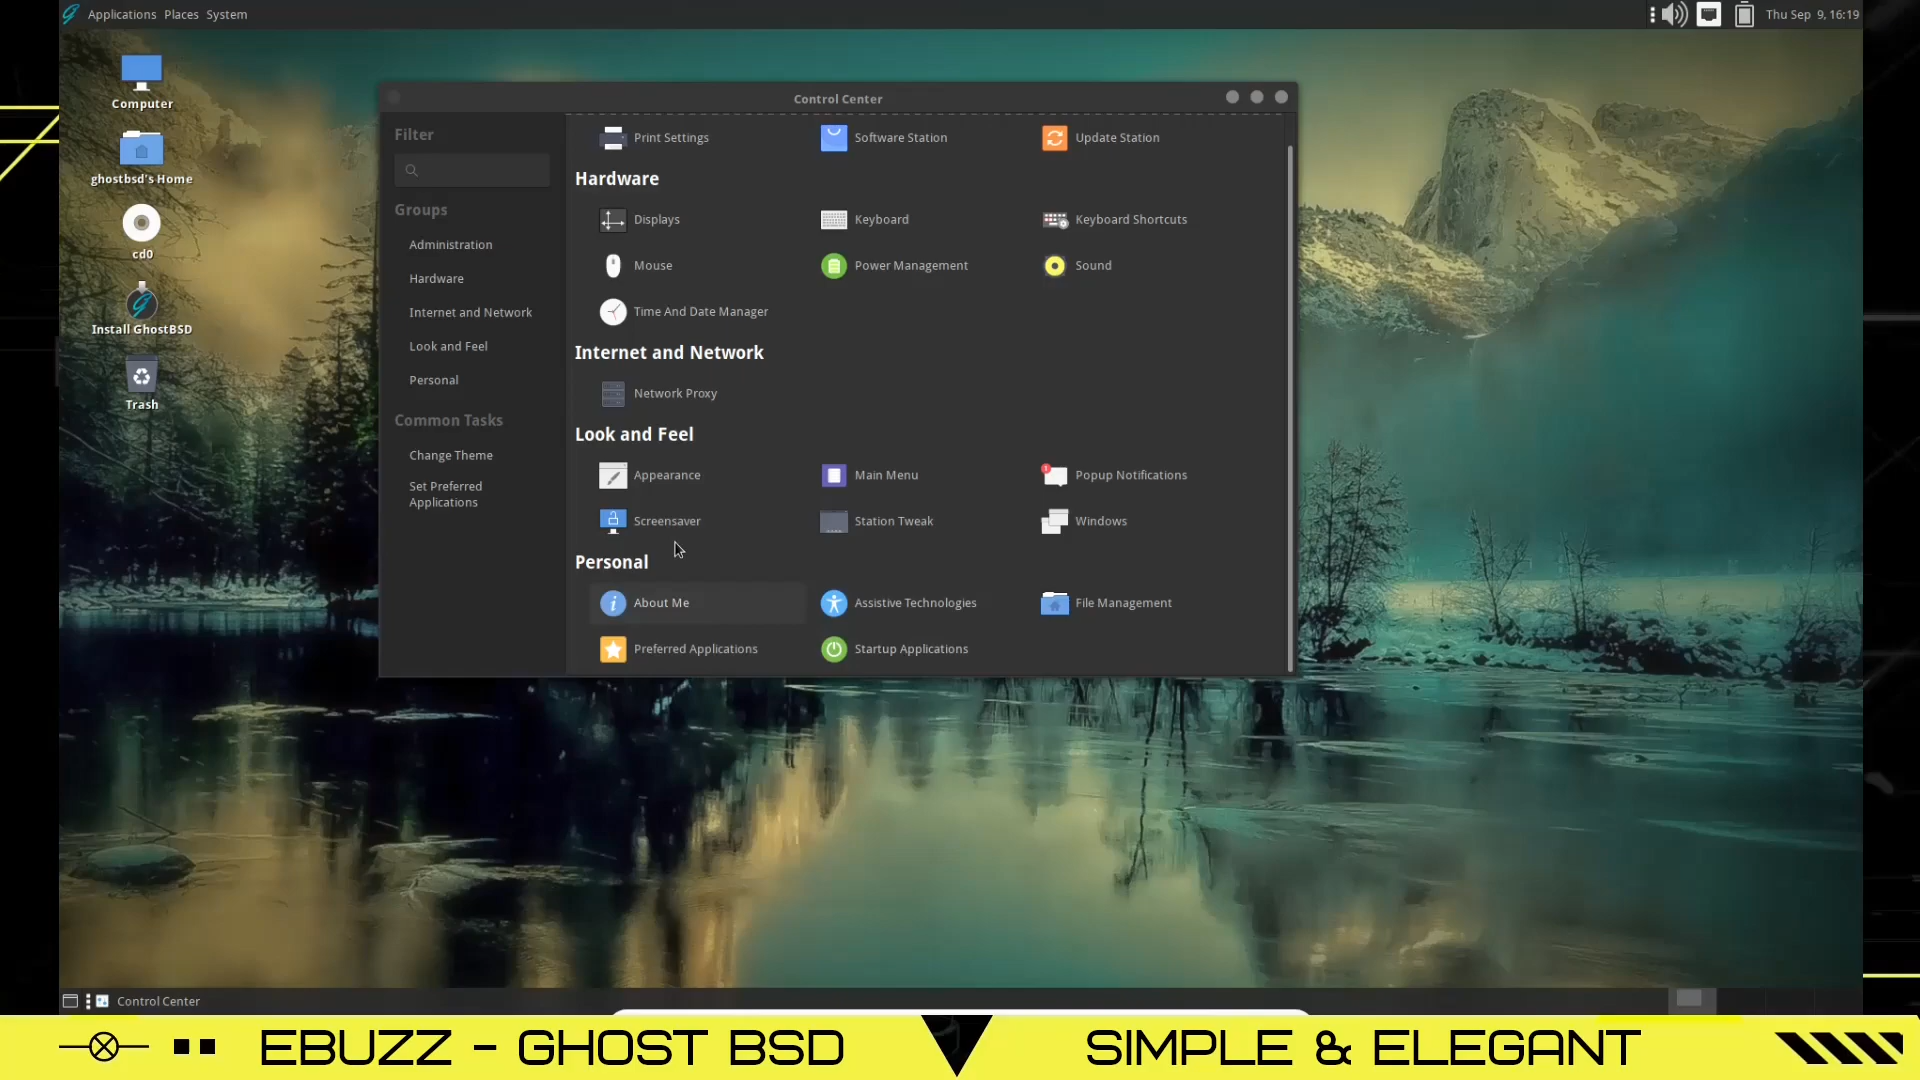 Applications Places System
Thu Sep 9, 16:19
Computer
ghostbsd's Home
cd0
Install GhostBSD
Trash
Control Center
Filter
Groups
Administration
Hardware
Internet and Network
Look and Feel
Personal
Common Tasks
Change Theme
Set Preferred
Applications
Print Settings Software Station Update Station
Hardware
Displays Keyboard Keyboard Shortcuts
Mouse Power Management Sound
Time And Date Manager
Internet and Network
Network Proxy
Look and Feel
Appearance Main Menu Popup Notifications
Screensaver Station Tweak Windows
Personal
About Me Assistive Technologies File Management
Preferred Applications Startup Applications
Control Center
EBUZZ - GHOST BSD SIMPLE & ELEGANT